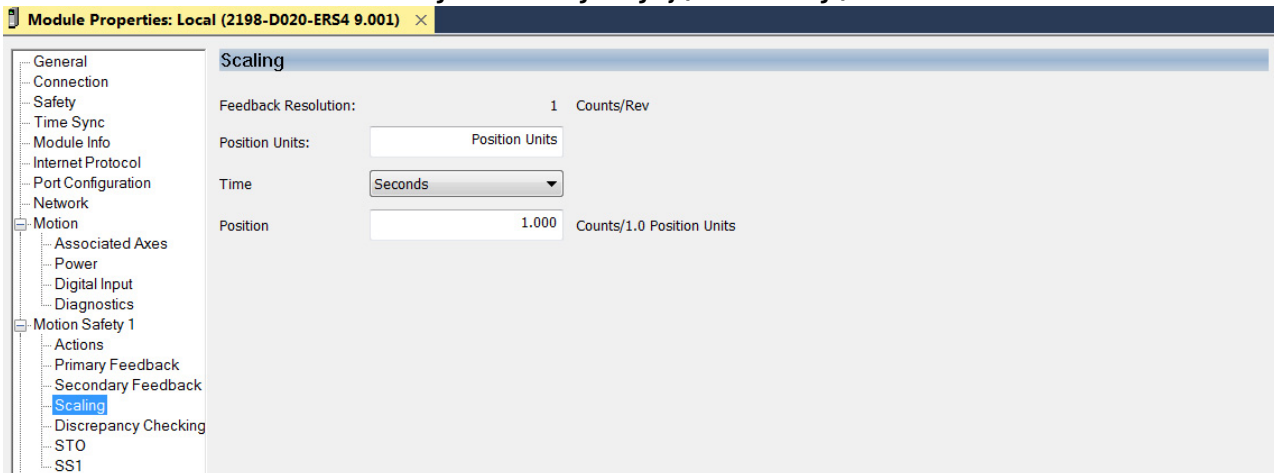 Module Properties: Local (2198-D020-ERS4 9.001) ×
General
Connection
Safety
Time Sync
Module Info
Internet Protocol
Port Configuration
Network
Motion
Associated Axes
Power
Digital Input
Diagnostics
Motion Safety 1
Actions
Primary Feedback
Secondary Feedback
Scaling
Discrepancy Checking
STO
SS1
Scaling
Feedback Resolution: 1 Counts/Rev
Position Units: Position Units
Time Seconds
Position 1.000 Counts/1.0 Position Units